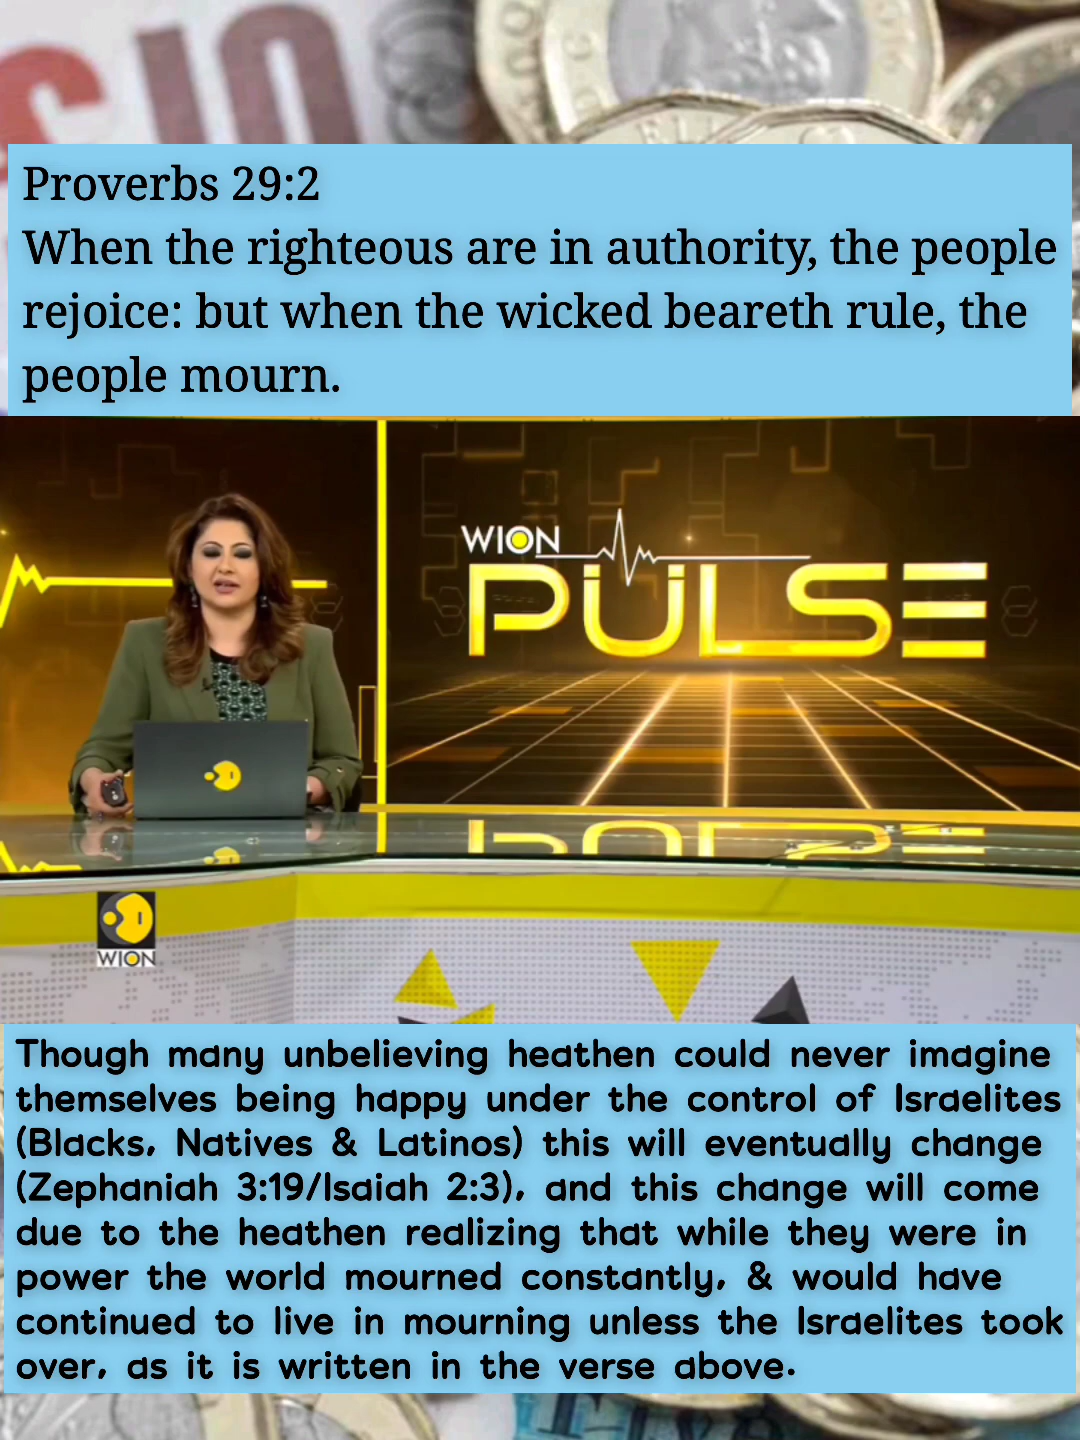 Proverbs 29:2
When the righteous are in authority, the people
rejoice: but when the wicked beareth rule, the
people mourn.
WION
PULSE
WION
Though many unbelieving heathen could never imagine
themselves being happy under the control of Israelites
(Blacks, Natives & Latinos) this will eventually change
(Zephaniah 3:19/Isaiah 2:3), and this change will come
due to the heathen realizing that while they were in
power the world mourned constantly, & would have
continued to live in mourning unless the Israelites took
over, as it is written in the verse above.